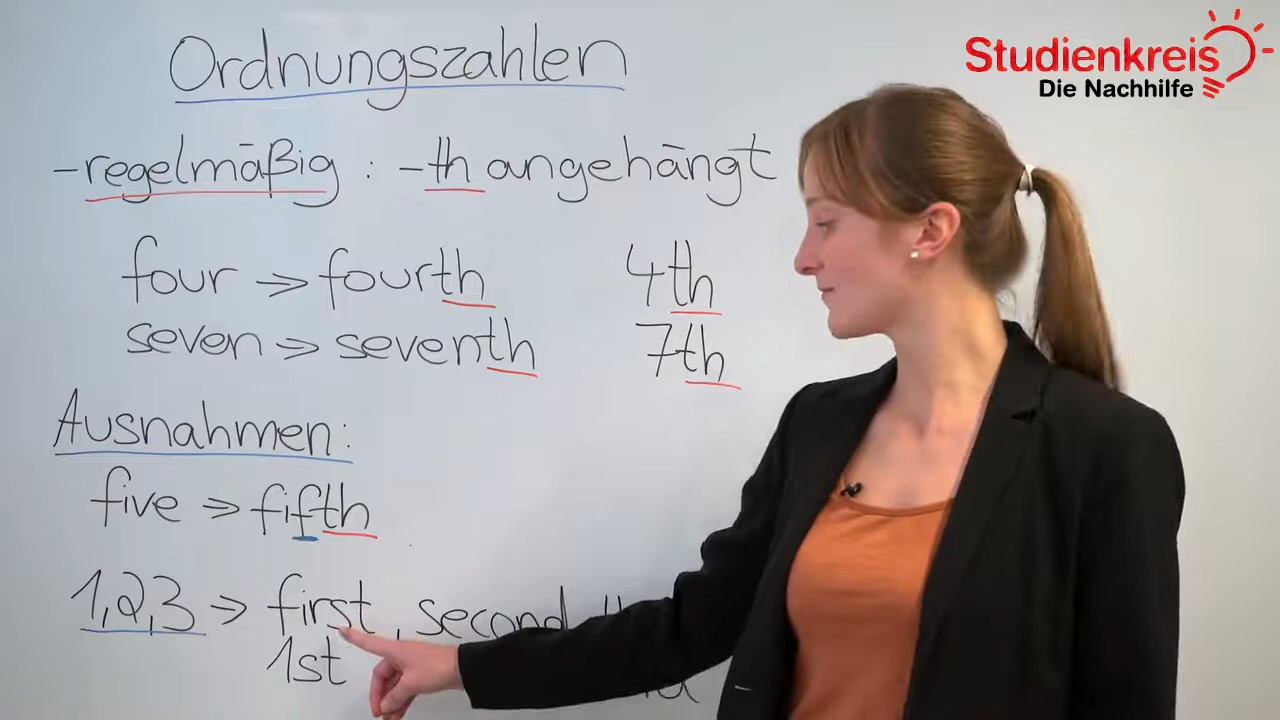 Ordnungszahlen
Studienkreis
Die Nachhilfe
- regelmäßig : -th angehängt
four => fourth 4th
seven => seventh 7th
Ausnahmen:
five => fifth
1,2,3 => first, second
1st